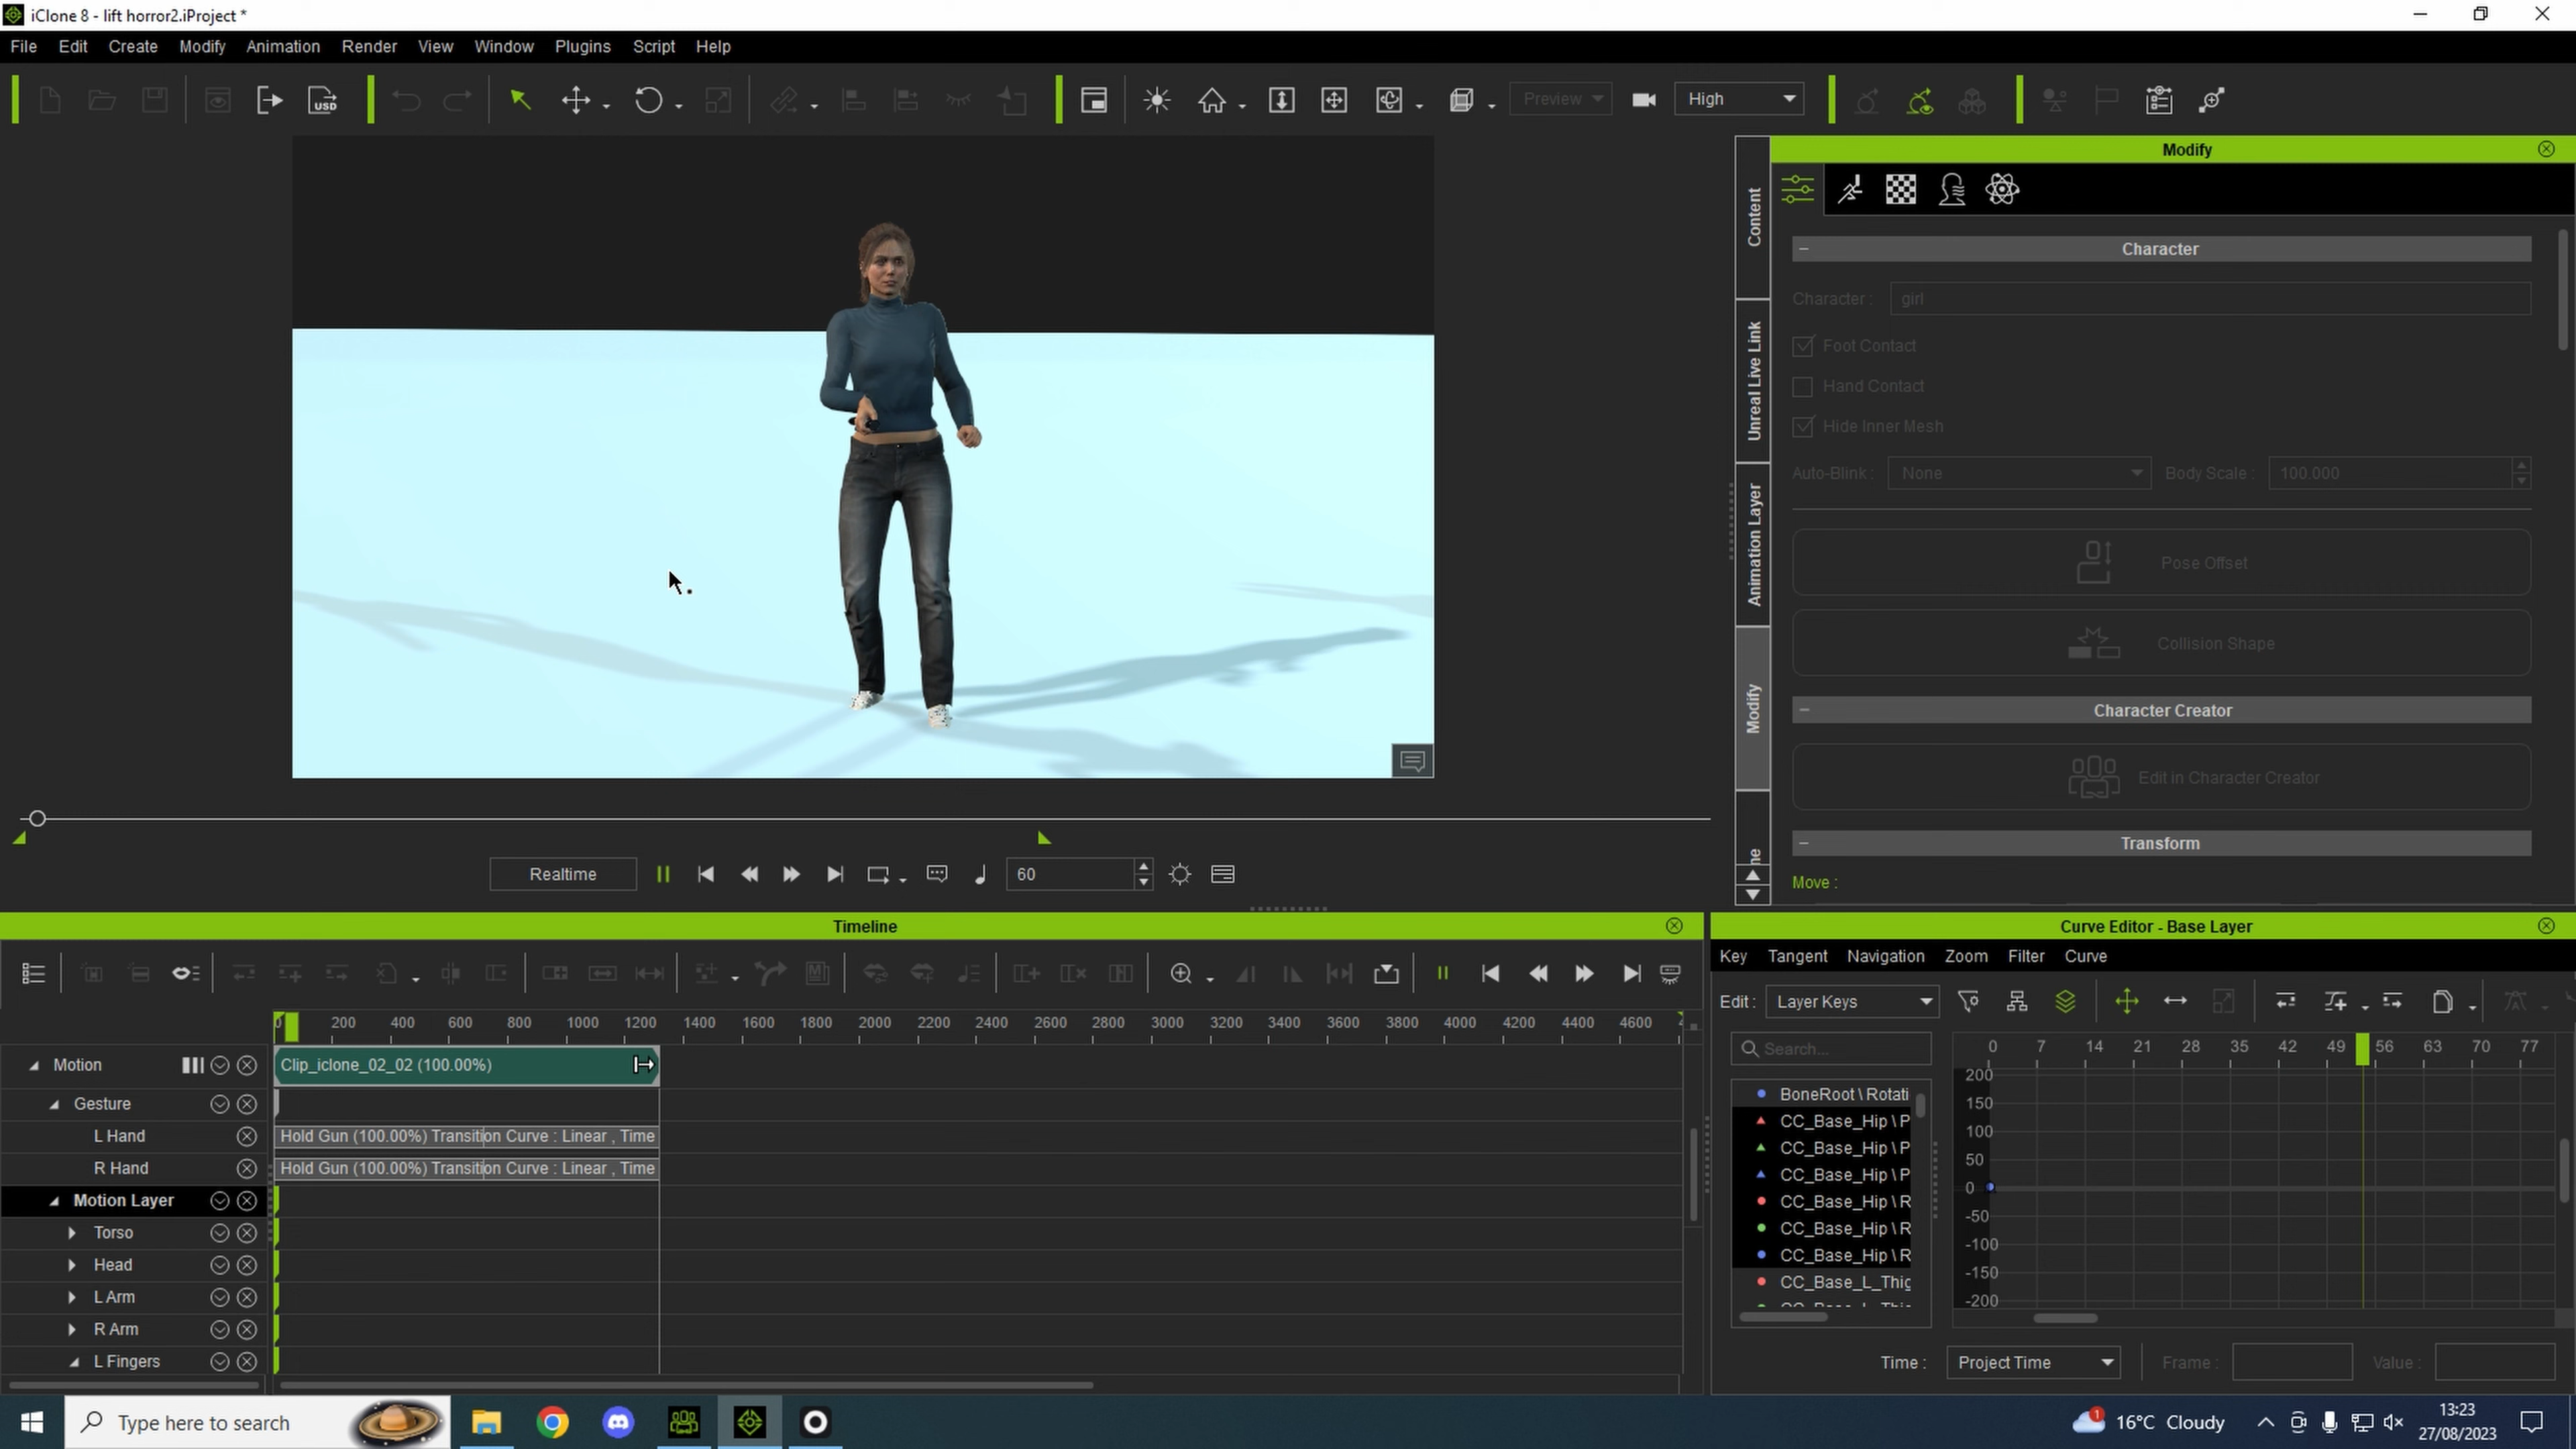 iClone 8 - lift horror2.iProject *
File Edit Create Modify Animation Render View Window Plugins Script Help
USD Preview High
Modify
Content
Unreal Live Link
Animation Layer
Modify
ne
Character
Character : girl
Foot Contact
Hand Contact
Hide Inner Mesh
Auto-Blink : None Body Scale : 100.000
Pose Offset
Collision Shape
Character Creator
Edit in Character Creator
Transform
Move :
Realtime 60
Timeline
0 200 400 600 800 1000 1200 1400 1600 1800 2000 2200 2400 2600 2800 3000 3200 3400 3600 3800 4000 4200 4400 4600
Motion Clip_iclone_02_02 (100.00%)
Gesture
L Hand Hold Gun (100.00%) Transition Curve : Linear , Time
R Hand Hold Gun (100.00%) Transition Curve : Linear , Time
Motion Layer
Torso
Head
L Arm
R Arm
L Fingers
Curve Editor - Base Layer
Key Tangent Navigation Zoom Filter Curve
Edit : Layer Keys
Search...
BoneRoot \ Rotati
CC_Base_Hip \ P
CC_Base_Hip \ P
CC_Base_Hip \ P
CC_Base_Hip \ R
CC_Base_Hip \ R
CC_Base_Hip \ R
CC_Base_L_Thig
0 7 14 21 28 35 42 49 56 63 70 77
200
150
100
50
0
-50
-100
-150
-200
Time : Project Time Frame : Value :
Type here to search
1 16°C Cloudy
13:23
27/08/2023